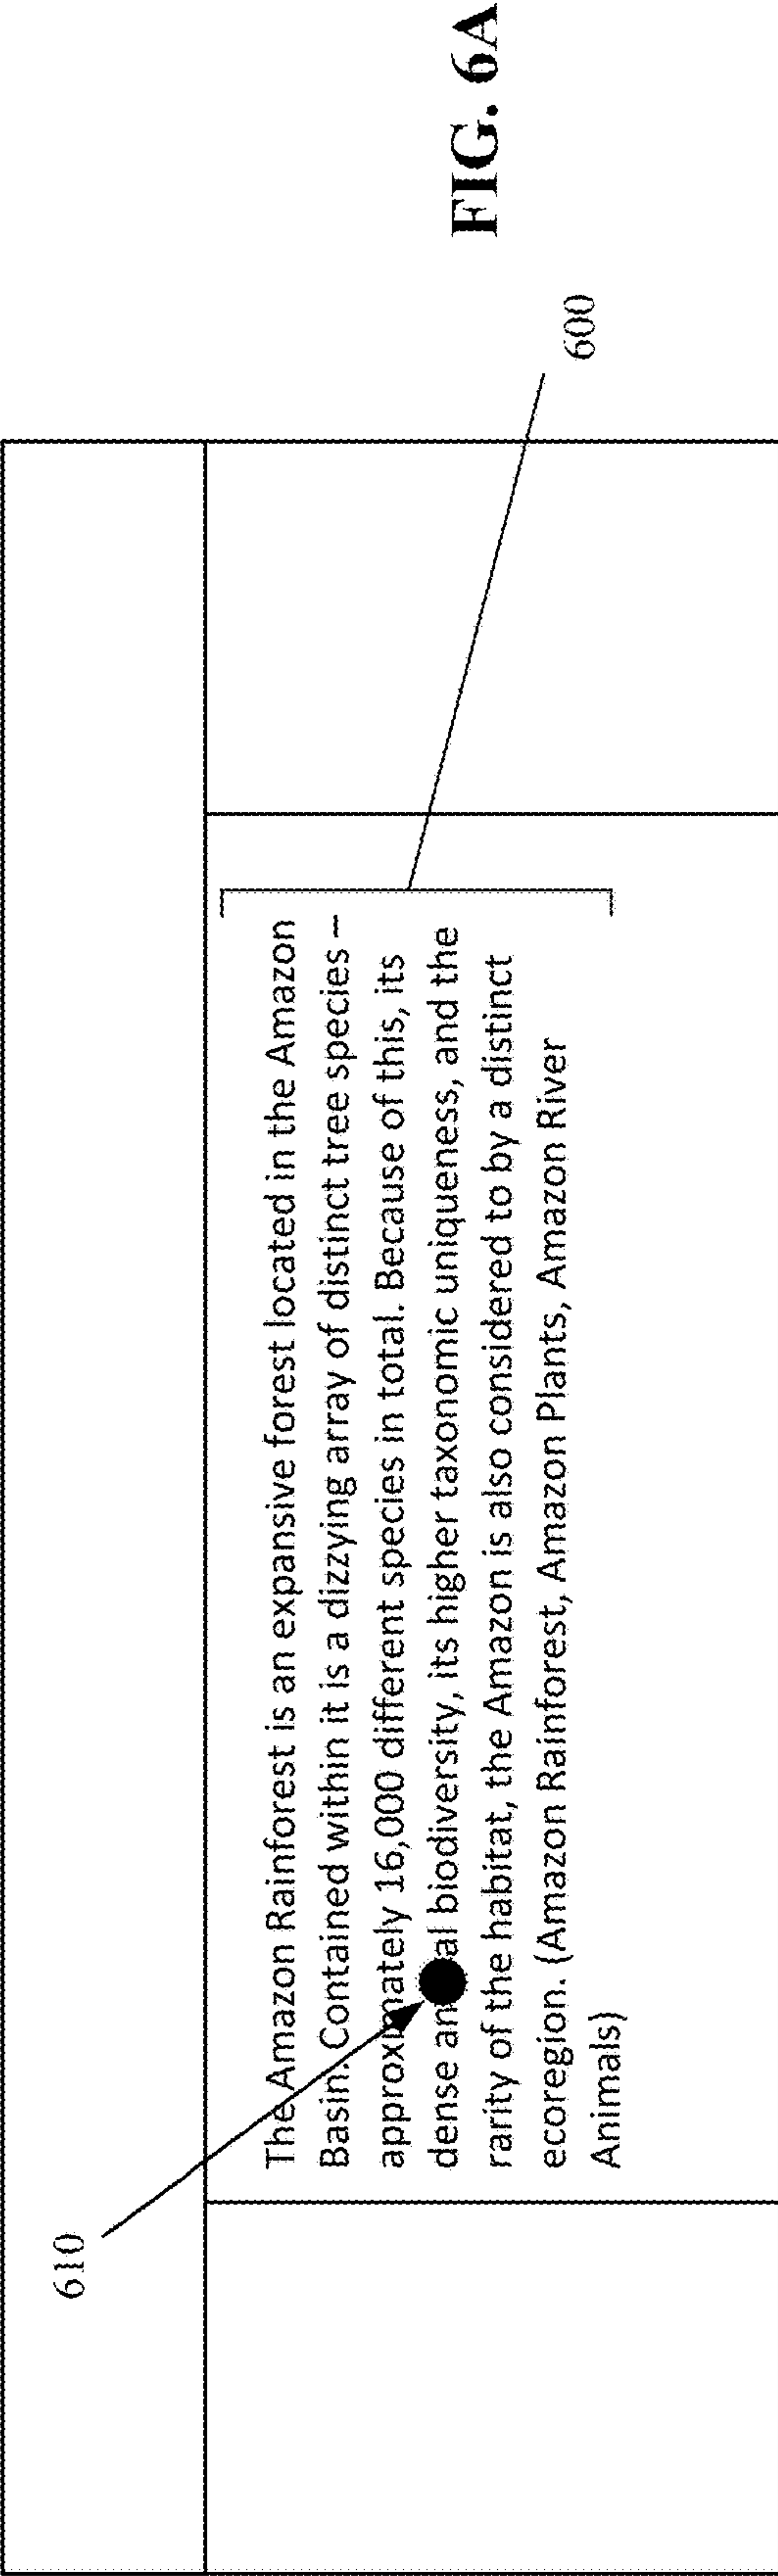 610
The Amazon Rainforest is an expansive forest located in the Amazon
Basin. Contained within it is a dizzying array of distinct tree species –
approximately 16,000 different species in total. Because of this, its
dense an al biodiversity, its higher taxonomic uniqueness, and the
rarity of the habitat, the Amazon is also considered to by a distinct
ecoregion. (Amazon Rainforest, Amazon Plants, Amazon River
Animals)
600
FIG. 6A